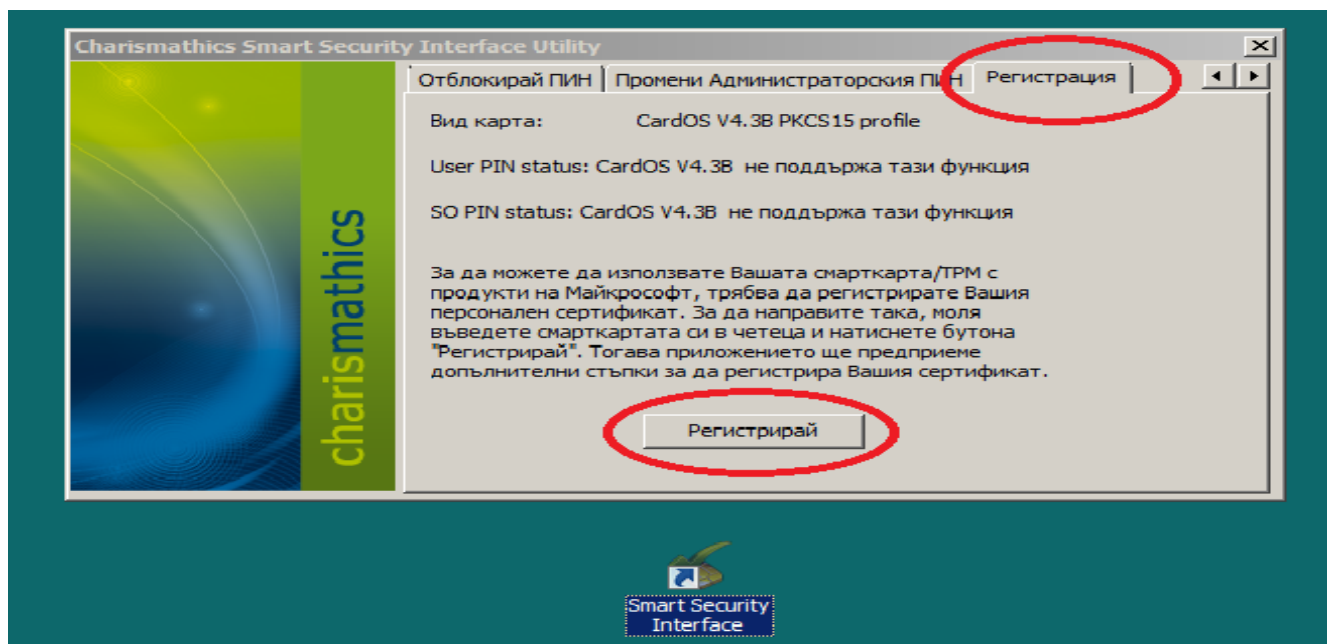 Charismathics Smart Security Interface Utility
Отблокирай ПИН Промени Администраторския ПИН Регистрация
Вид карта: CardOS V4.3B PKCS15 profile
User PIN status: CardOS V4.3B не поддържа тази функция
SO PIN status: CardOS V4.3B не поддържа тази функция
За да можете да използвате Вашата смарткарта/TPM с
продукти на Майкрософт, трябва да регистрирате Вашия
персонален сертификат. За да направите така, моля
въведете смарткартата си в четеца и натиснете бутона
"Регистрирай". Тогава приложението ще предприеме
допълнителни стъпки за да регистрира Вашия сертификат.
Регистрирай
charismathics
Smart Security
Interface